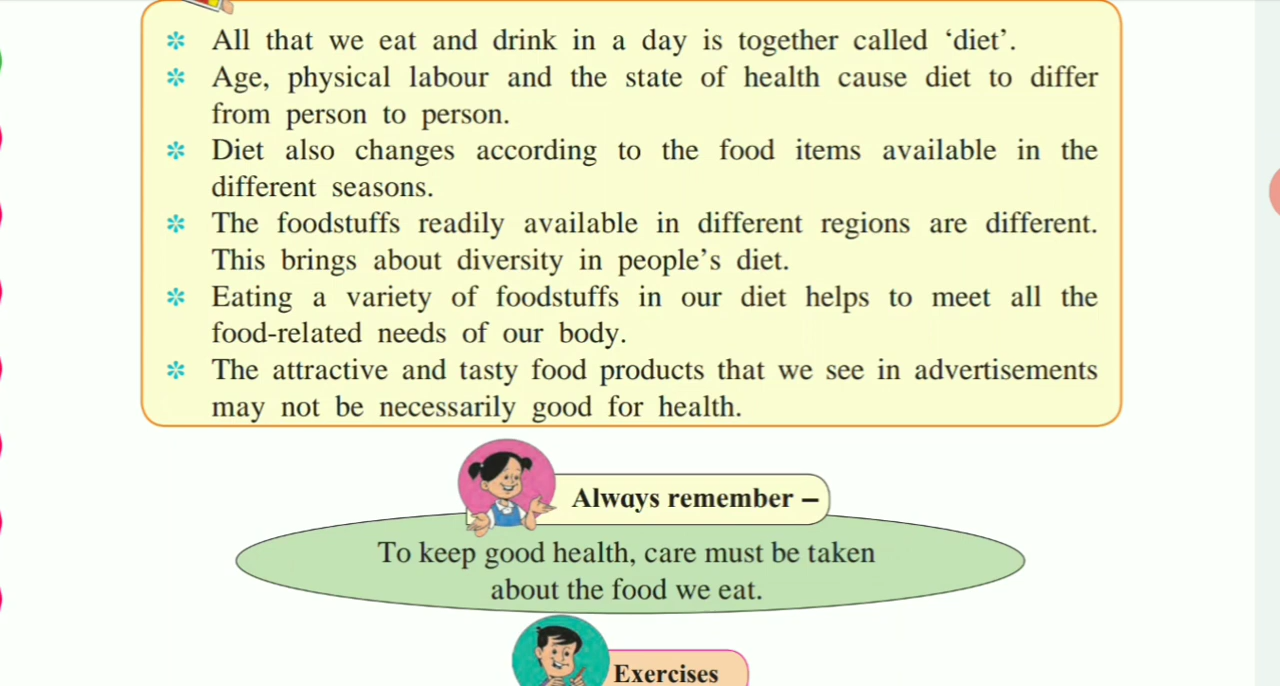 * All that we eat and drink in a day is together called ‘diet’.
* Age, physical labour and the state of health cause diet to differ
from person to person.
* Diet also changes according to the food items available in the
different seasons.
* The foodstuffs readily available in different regions are different.
This brings about diversity in people’s diet.
* Eating a variety of foodstuffs in our diet helps to meet all the
food-related needs of our body.
* The attractive and tasty food products that we see in advertisements
may not be necessarily good for health.
Always remember –
To keep good health, care must be taken
about the food we eat.
Exercises